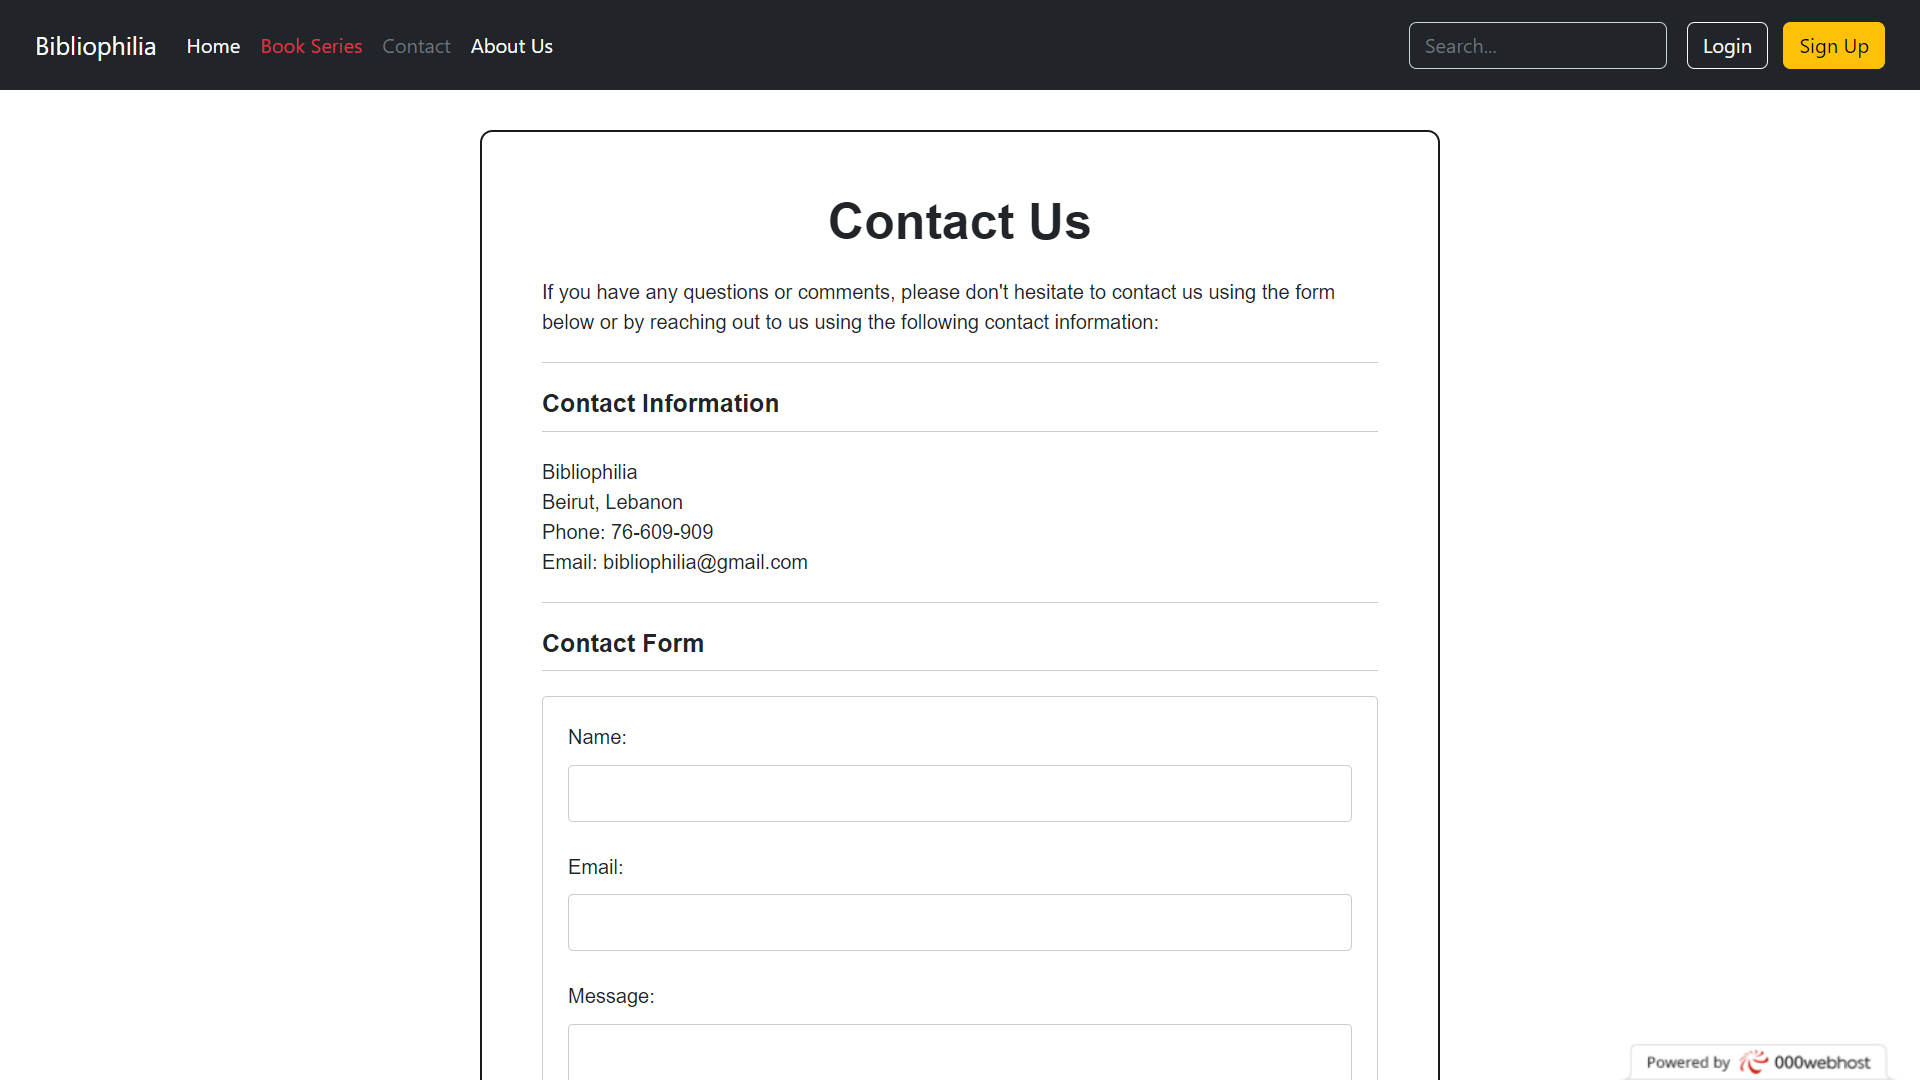 Bibliophilia Home Book Series Contact About Us Search... Login Sign Up
Contact Us
If you have any questions or comments, please don't hesitate to contact us using the form
below or by reaching out to us using the following contact information:
Contact Information
Bibliophilia
Beirut, Lebanon
Phone: 76-609-909
Email: bibliophilia@gmail.com
Contact Form
Name:
Email:
Message:
Powered by 000webhost